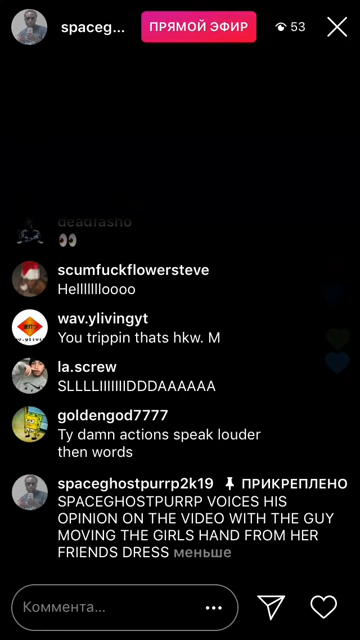 spaceg...
ПРЯМОЙ ЭФИР
53
deadfasho
👀
scumfuckflowersteve
Hellllllloooo
wav.ylivingyt
You trippin thats hkw. M
la.screw
SLLLLIIIIIIIDDDAAAAAA
goldengod7777
Ty damn actions speak louder
then words
spaceghostpurrp2k19 ПРИКРЕПЛЕНО
SPACEGHOSTPURRP VOICES HIS
OPINION ON THE VIDEO WITH THE GUY
MOVING THE GIRLS HAND FROM HER
FRIENDS DRESS меньше
Коммента...